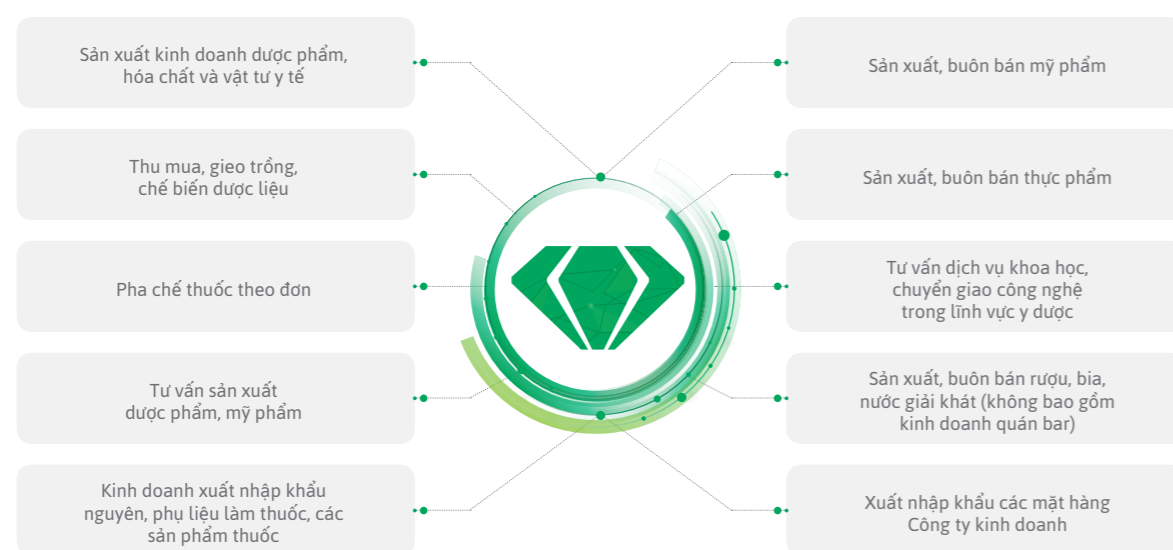 Sản xuất kinh doanh dược phẩm,
hóa chất và vật tư y tế
Thu mua, gieo trồng,
chế biến dược liệu
Pha chế thuốc theo đơn
Tư vấn sản xuất
dược phẩm, mỹ phẩm
Kinh doanh xuất nhập khẩu
nguyên, phụ liệu làm thuốc, các
sản phẩm thuốc
Sản xuất, buôn bán mỹ phẩm
Sản xuất, buôn bán thực phẩm
Tư vấn dịch vụ khoa học,
chuyển giao công nghệ
trong lĩnh vực y dược
Sản xuất, buôn bán rượu, bia,
nước giải khát (không bao gồm
kinh doanh quán bar)
Xuất nhập khẩu các mặt hàng
Công ty kinh doanh